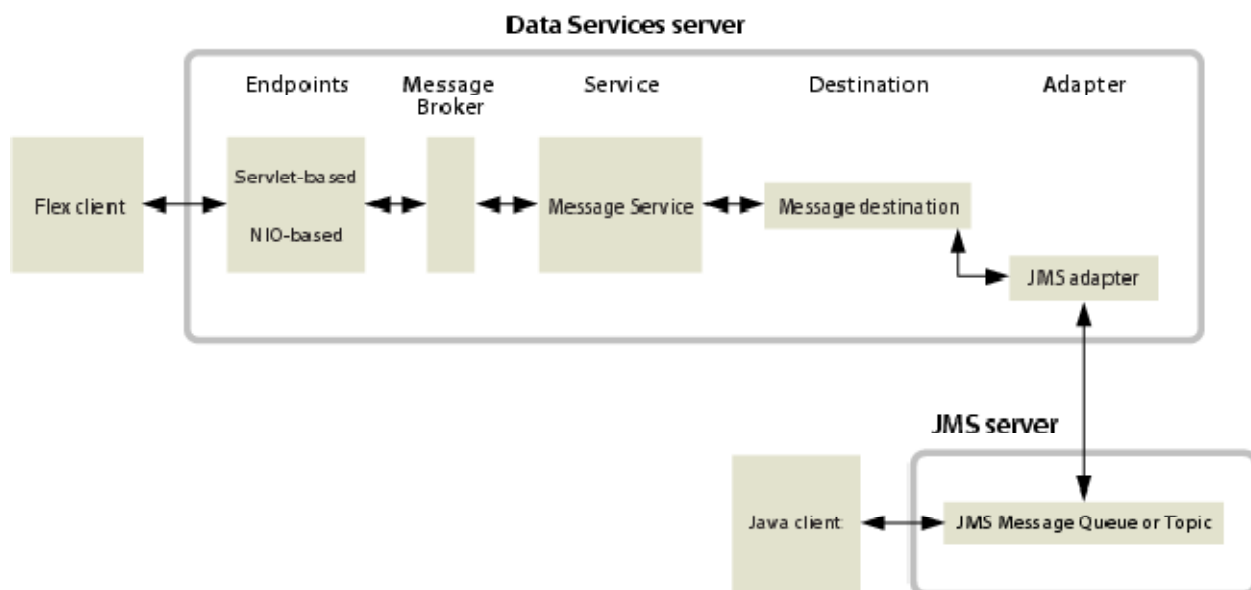 Data Services server
Endpoints
Message
Broker
Service
Destination
Adapter
Flex client
Servlet-based
NIO-based
Message Service
Message destination
JMS adapter
JMS server
Java client
JMS Message Queue or Topic